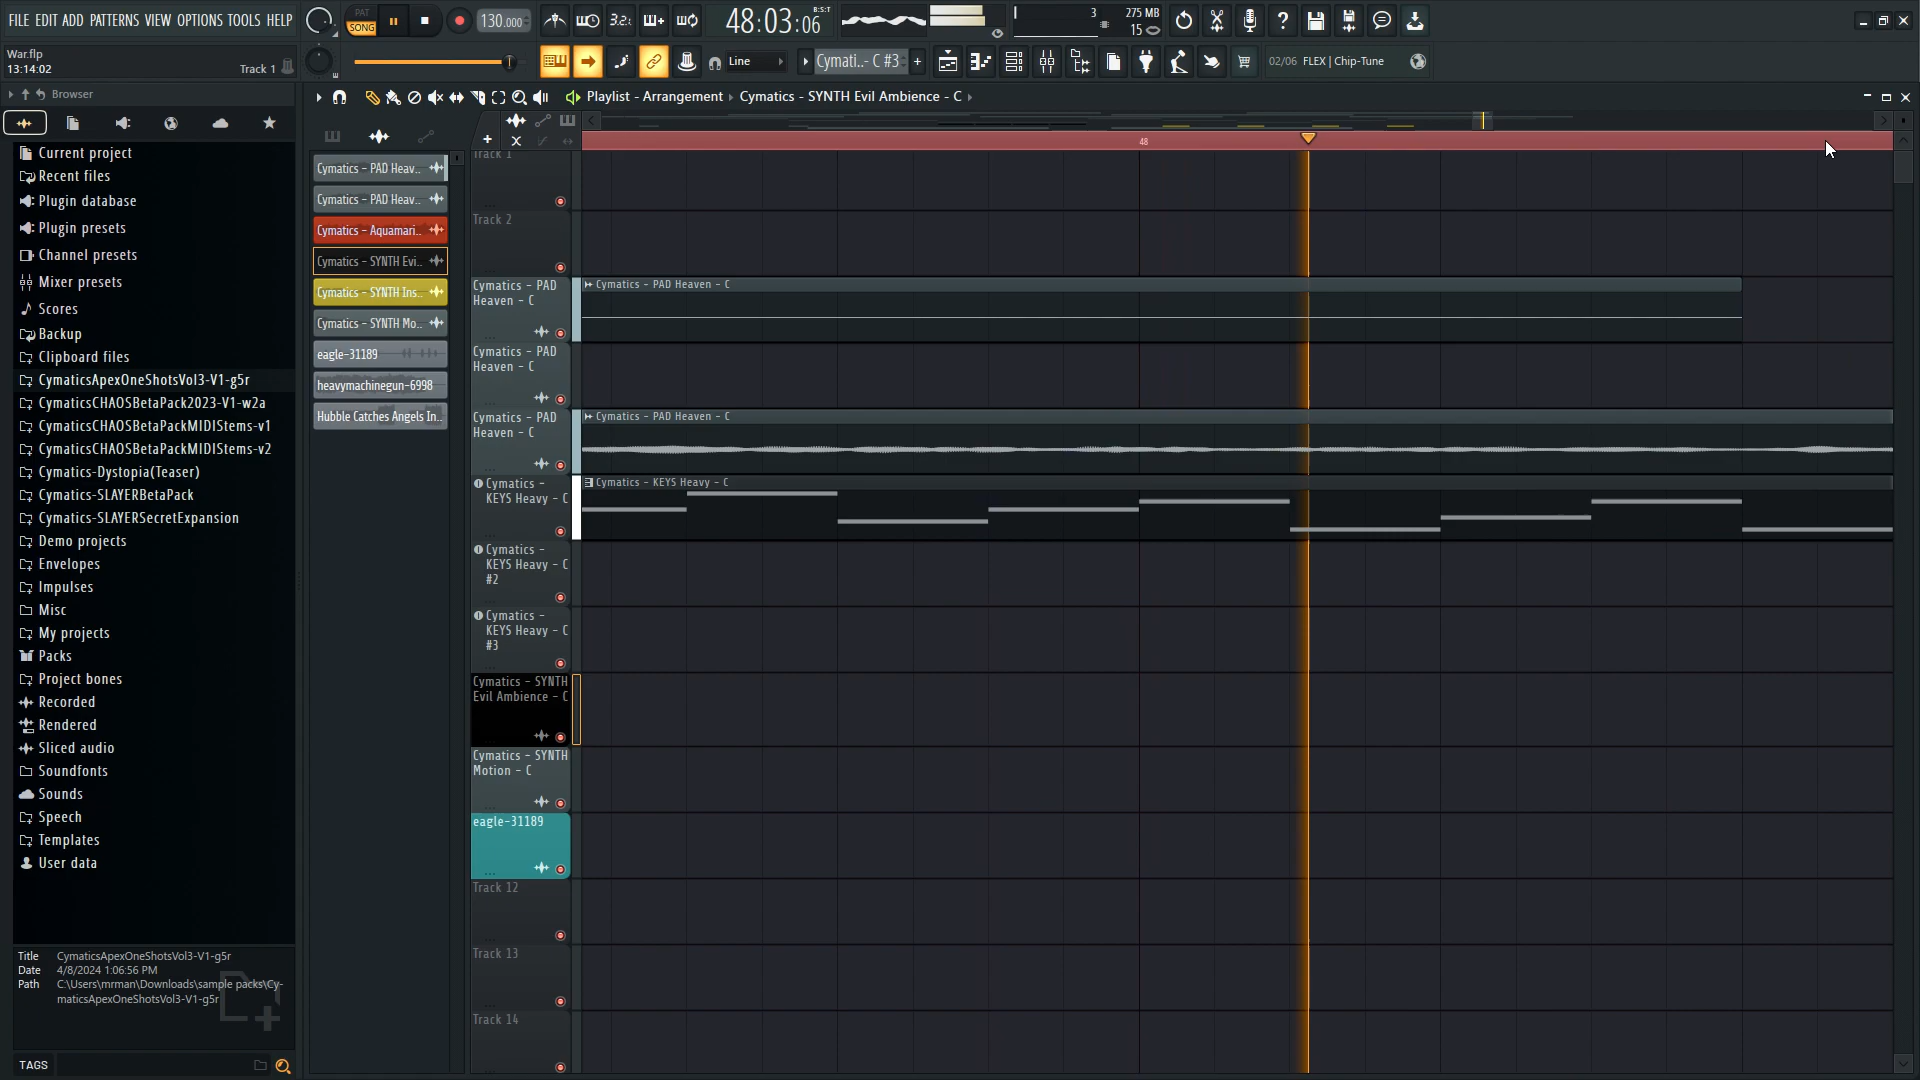 FILE EDIT ADD PATTERNS VIEW OPTIONS TOOLS HELP
PAT
SONG
130.000
3.2.
48:03:06
B:S:T
3
275 MB
15
War.flp
13:14:02
Track 1
Line
Cymati..- C #3
02/06 FLEX | Chip-Tune
Browser
Playlist - Arrangement › Cymatics - SYNTH Evil Ambience - C
48
Current project
Recent files
Plugin database
Plugin presets
Channel presets
Mixer presets
Scores
Backup
Clipboard files
CymaticsApexOneShotsVol3-V1-g5r
CymaticsCHAOSBetaPack2023-V1-w2a
CymaticsCHAOSBetaPackMIDIStems-v1
CymaticsCHAOSBetaPackMIDIStems-v2
Cymatics-Dystopia(Teaser)
Cymatics-SLAYERBetaPack
Cymatics-SLAYERSecretExpansion
Demo projects
Envelopes
Impulses
Misc
My projects
Packs
Project bones
Recorded
Rendered
Sliced audio
Soundfonts
Sounds
Speech
Templates
User data
Title CymaticsApexOneShotsVol3-V1-g5r
Date 4/8/2024 1:06:56 PM
Path C:\Users\mrman\Downloads\sample packs\Cy-
maticsApexOneShotsVol3-V1-g5r
TAGS
Cymatics - PAD Heav..
Cymatics - PAD Heav..
Cymatics - Aquamari..
Cymatics - SYNTH Evi..
Cymatics - SYNTH Ins..
Cymatics - SYNTH Mo..
eagle-31189
heavymachinegun-6998
Hubble Catches Angels In..
Track 1
Track 2
Cymatics - PAD
Heaven - C
Cymatics - PAD Heaven - C
Cymatics - PAD
Heaven - C
Cymatics - PAD
Heaven - C
Cymatics - PAD Heaven - C
Cymatics -
KEYS Heavy - C
Cymatics - KEYS Heavy - C
Cymatics -
KEYS Heavy - C
#2
Cymatics -
KEYS Heavy - C
#3
Cymatics - SYNTH
Evil Ambience - C
Cymatics - SYNTH
Motion - C
eagle-31189
Track 12
Track 13
Track 14